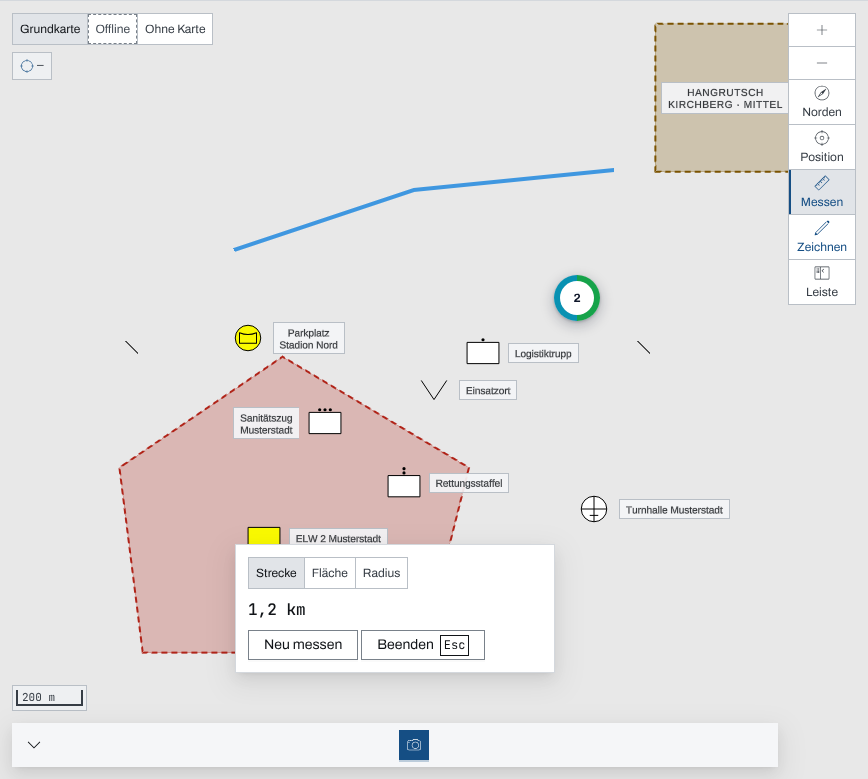 Grundkarte Offline Ohne Karte
HANGRUTSCH
KIRCHBERG · MITTEL
Norden
Position
Messen
Zeichnen
Leiste
2
Parkplatz
Stadion Nord
Logistiktrupp
Einsatzort
Sanitätszug
Musterstadt
Rettungsstaffel
Turnhalle Musterstadt
ELW 2 Musterstadt
Strecke Fläche Radius
1,2 km
Neu messen Beenden Esc
200 m